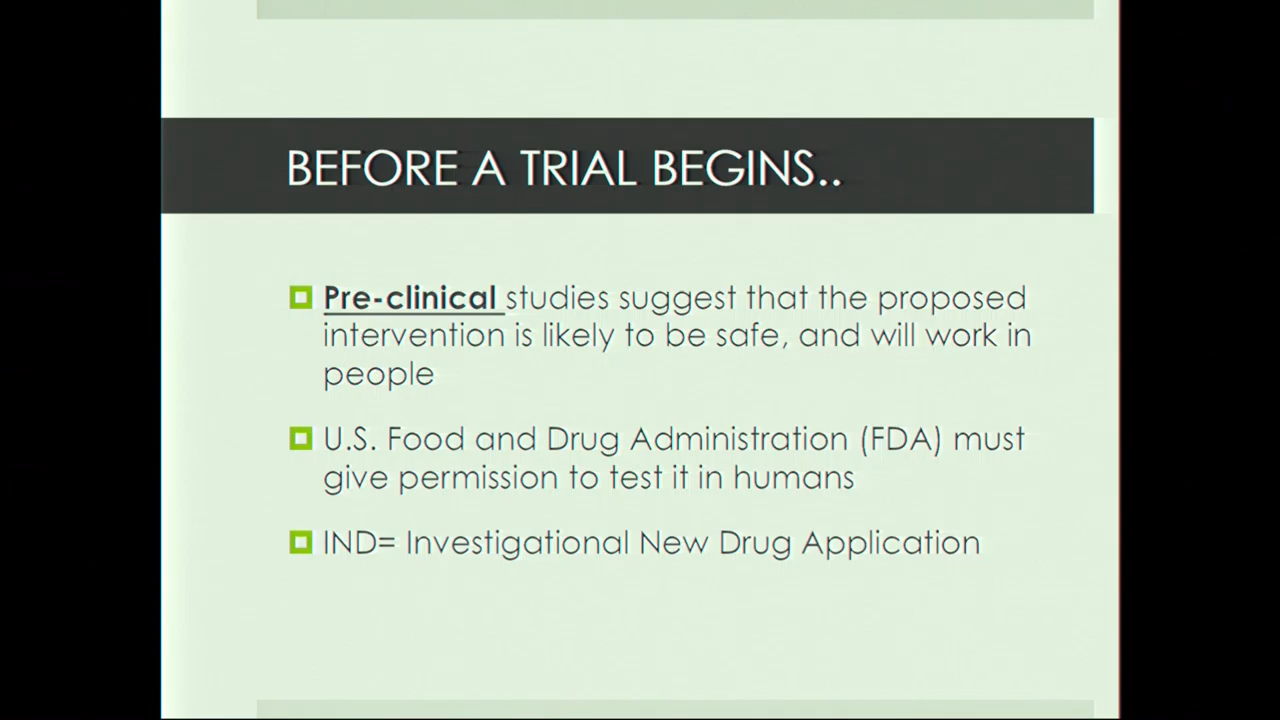 BEFORE A TRIAL BEGINS..
Pre-clinical studies suggest that the proposed
intervention is likely to be safe, and will work in
people
U.S. Food and Drug Administration (FDA) must
give permission to test it in humans
IND= Investigational New Drug Application